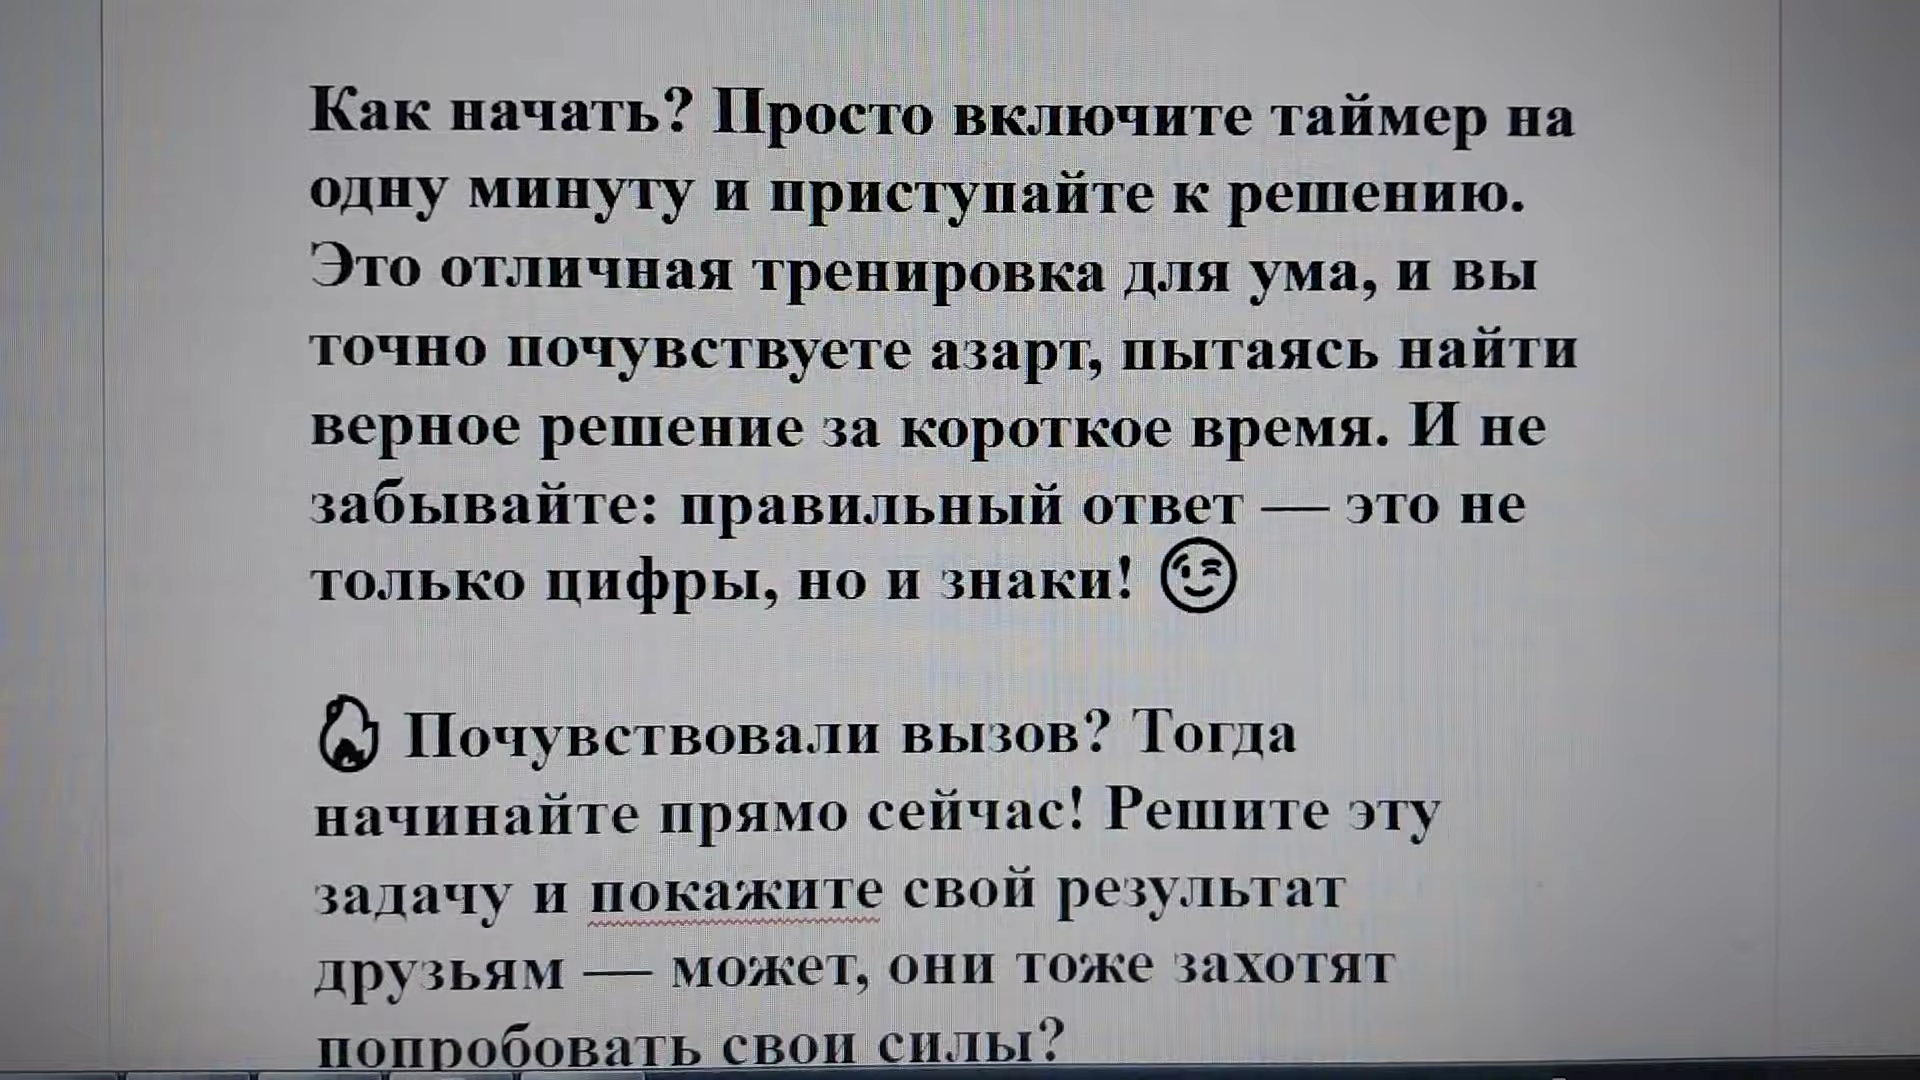 Как начать? Просто включите таймер на
одну минуту и приступайте к решению.
Это отличная тренировка для ума, и вы
точно почувствуете азарт, пытаясь найти
верное решение за короткое время. И не
забывайте: правильный ответ — это не
только цифры, но и знаки! 😉
🔥 Почувствовали вызов? Тогда
начинайте прямо сейчас! Решите эту
задачу и покажите свой результат
друзьям — может, они тоже захотят
попробовать свои силы?